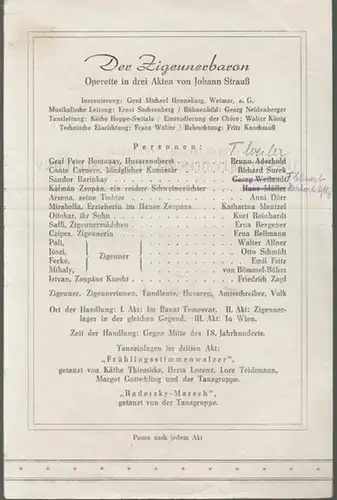 Der Zigeunerbaron
Operette in drei Akten von Johann Strauß
Inszenierung: Gerd Michael Henneberg, Weimar, a. G.
Musikalische Leitung: Ernst Sachsenberg / Bühnenbild: Georg Neidenberger
Tanzleitung: Käthe Hoppe-Switala / Einstudierung der Chöre: Walter König
Technische Einrichtung: Franz Walter / Beleuchtung: Fritz Knochmuß
Personen:
Graf Peter Homonay, Husarenoberst Bruno Aderhold
Conte Carnero, königlicher Komissär Richard Surek
Sandor Barinkay Georg Weilandt
Kálmán Zsupán, ein reicher Schweinezüchter Hans Müller
Arsena, seine Tochter Anni Dörr
Mirabella, Erzieherin im Hause Zsupáns Katharina Mentzel
Ottokar, ihr Sohn Kurt Reinhardt
Saffi, Zigeunermädchen Erna Bergener
Czipra, Zigeunerin Erna Bellmann
Pali, Walter Allner
Józsi, Zigeuner Otto Schmidt
Ferko, Emil Fritz
Mihaly, von Bömmel-Böhm
Istvan, Zsupáns Knecht Friedrich Zapf
Zigeuner, Zigeunerinnen, Landleute, Husaren, Amtsschreiber, Volk
Ort der Handlung: I. Akt: Im Banat Temesvar. II. Akt: Zigeuner-
lager in der gleichen Gegend. III. Akt: In Wien.
Zeit der Handlung: Gegen Mitte des 18. Jahrhunderts.
Tanzeinlagen im dritten Akt:
„Frühlingsstimmenwalzer",
getanzt von Käthe Thiemicke, Berta Lorenz, Lore Teichmann,
Margot Gottschling und der Tanzgruppe.
„Radetzky-Marsch",
getanzt von der Tanzgruppe.
Pause nach jedem Akt